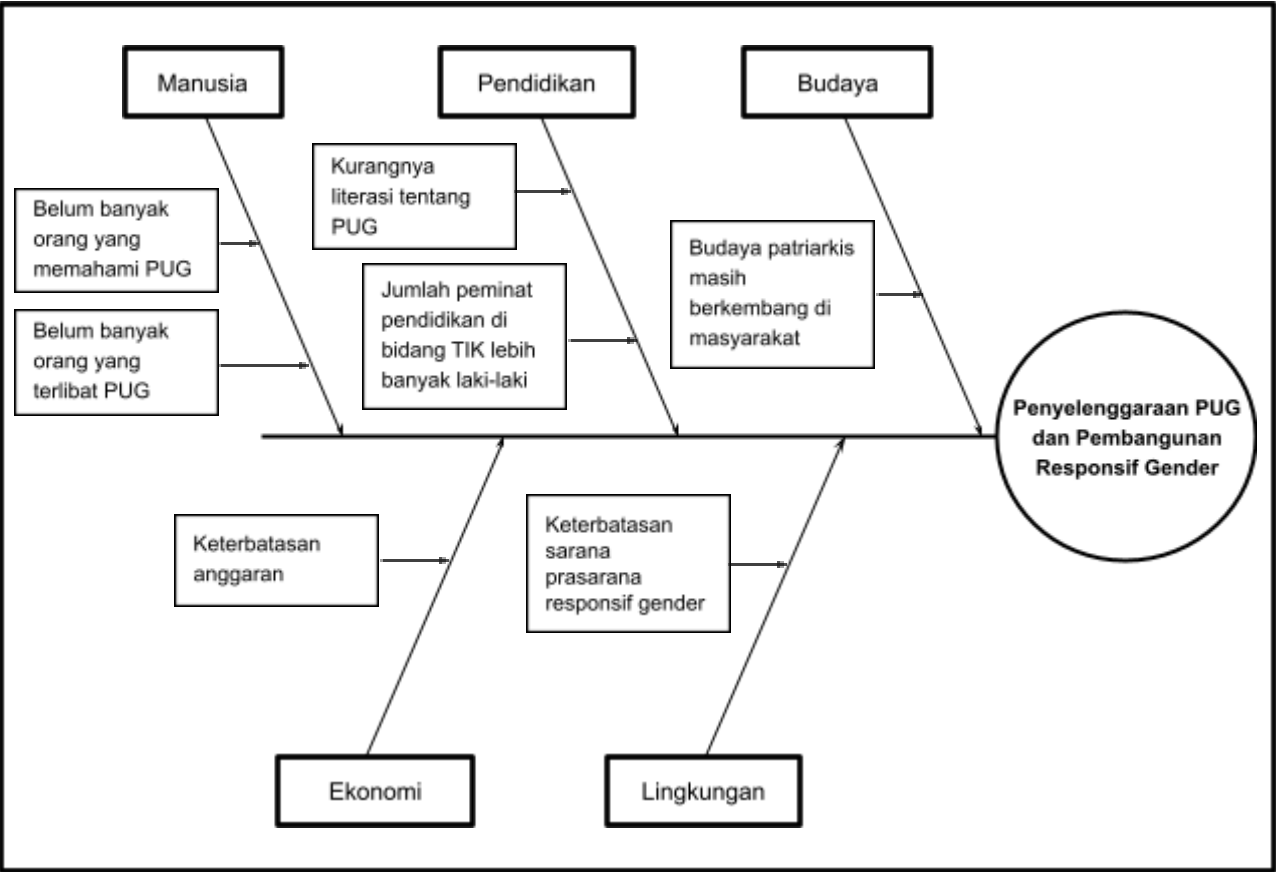 Manusia
Pendidikan
Budaya
Kurangnya
literasi tentang
PUG
Belum banyak
orang yang
memahami PUG
Budaya patriarkis
masih
berkembang di
masyarakat
Jumlah peminat
pendidikan di
bidang TIK lebih
banyak laki-laki
Belum banyak
orang yang
terlibat PUG
Penyelenggaraan PUG
dan Pembangunan
Responsif Gender
Keterbatasan
anggaran
Keterbatasan
sarana
prasarana
responsif gender
Ekonomi
Lingkungan